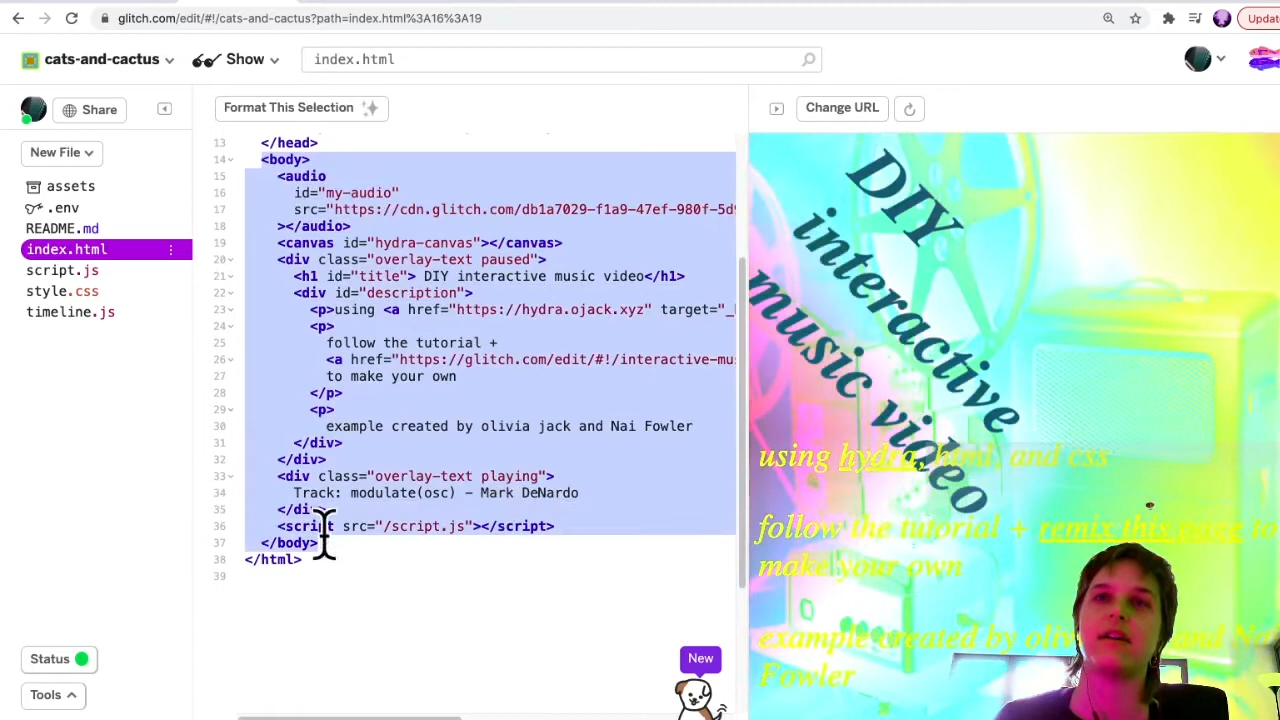 glitch.com/edit/#!/cats-and-cactus?path=index.html%3A16%3A19
Updat
cats-and-cactus
Show
index.html
Share
Format This Selection
Change URL
New File
assets
.env
README.md
index.html
script.js
style.css
timeline.js
13 </head>
14 <body>
15 <audio
16 id="my-audio"
17 src="https://cdn.glitch.com/db1a7029-f1a9-47ef-980f-5d9
18 ></audio>
19 <canvas id="hydra-canvas"></canvas>
20 <div class="overlay-text paused">
21 <h1 id="title"> DIY interactive music video</h1>
22 <div id="description">
23 <p>using <a href="https://hydra.ojack.xyz" target="_
24 <p>
25 follow the tutorial +
26 <a href="https://glitch.com/edit/#!/interactive-mu
27 to make your own
28 </p>
29 <p>
30 example created by olivia jack and Nai Fowler
31 </div>
32 </div>
33 <div class="overlay-text playing">
34 Track: modulate(osc) - Mark DeNardo
35 </di
36 <script src="/script.js"></script>
37 </body>
38 </html>
39
DIY
interactive
music video
using hydra, html and css
follow the tutorial + remix this page to
make your own
example created by oliv and Na
Fowler
Status
Tools
New